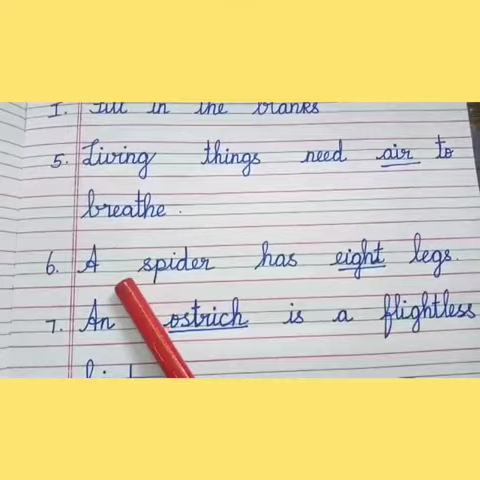 I. Fill in the blanks
5. Living things need air to
breathe.
6. A spider has eight legs.
7. An ostrich is a flightless